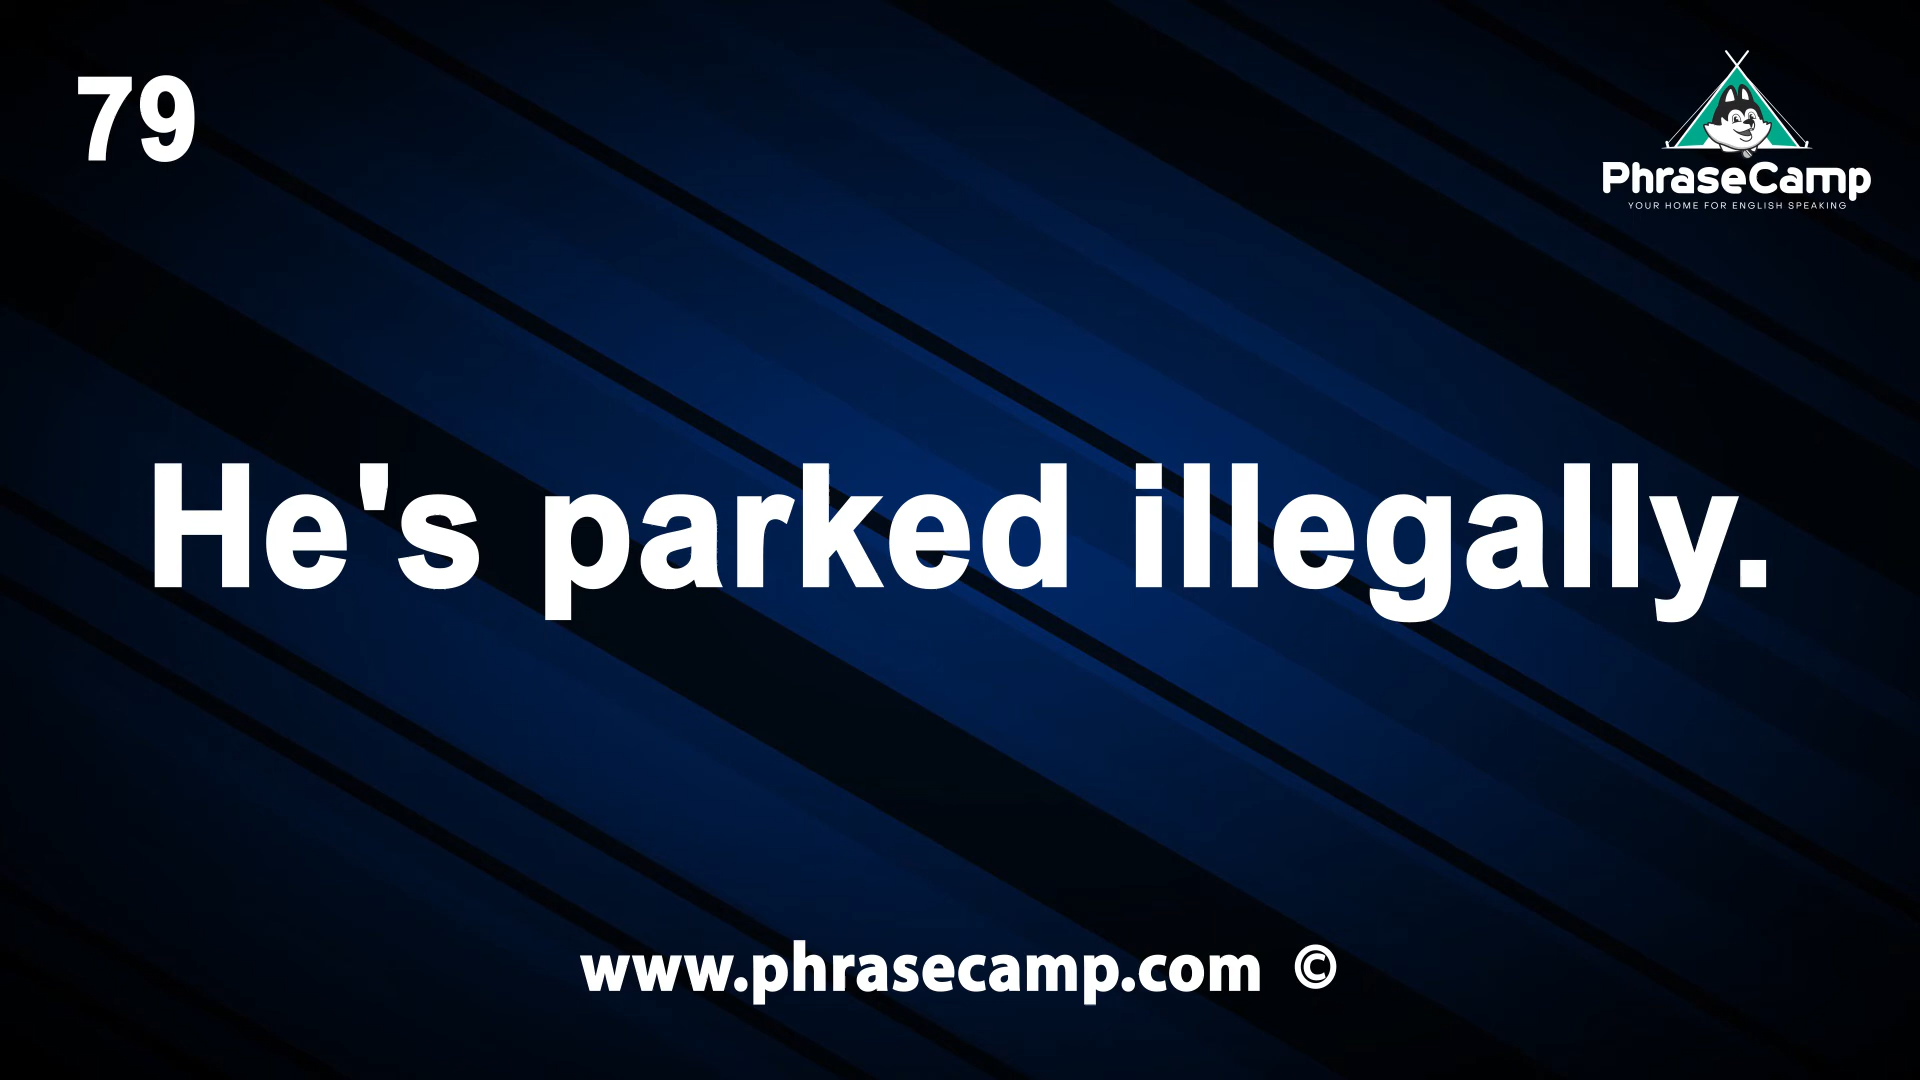 79
PhraseCamp
YOUR HOME FOR ENGLISH SPEAKING
He's parked illegally.
www.phrasecamp.com ©